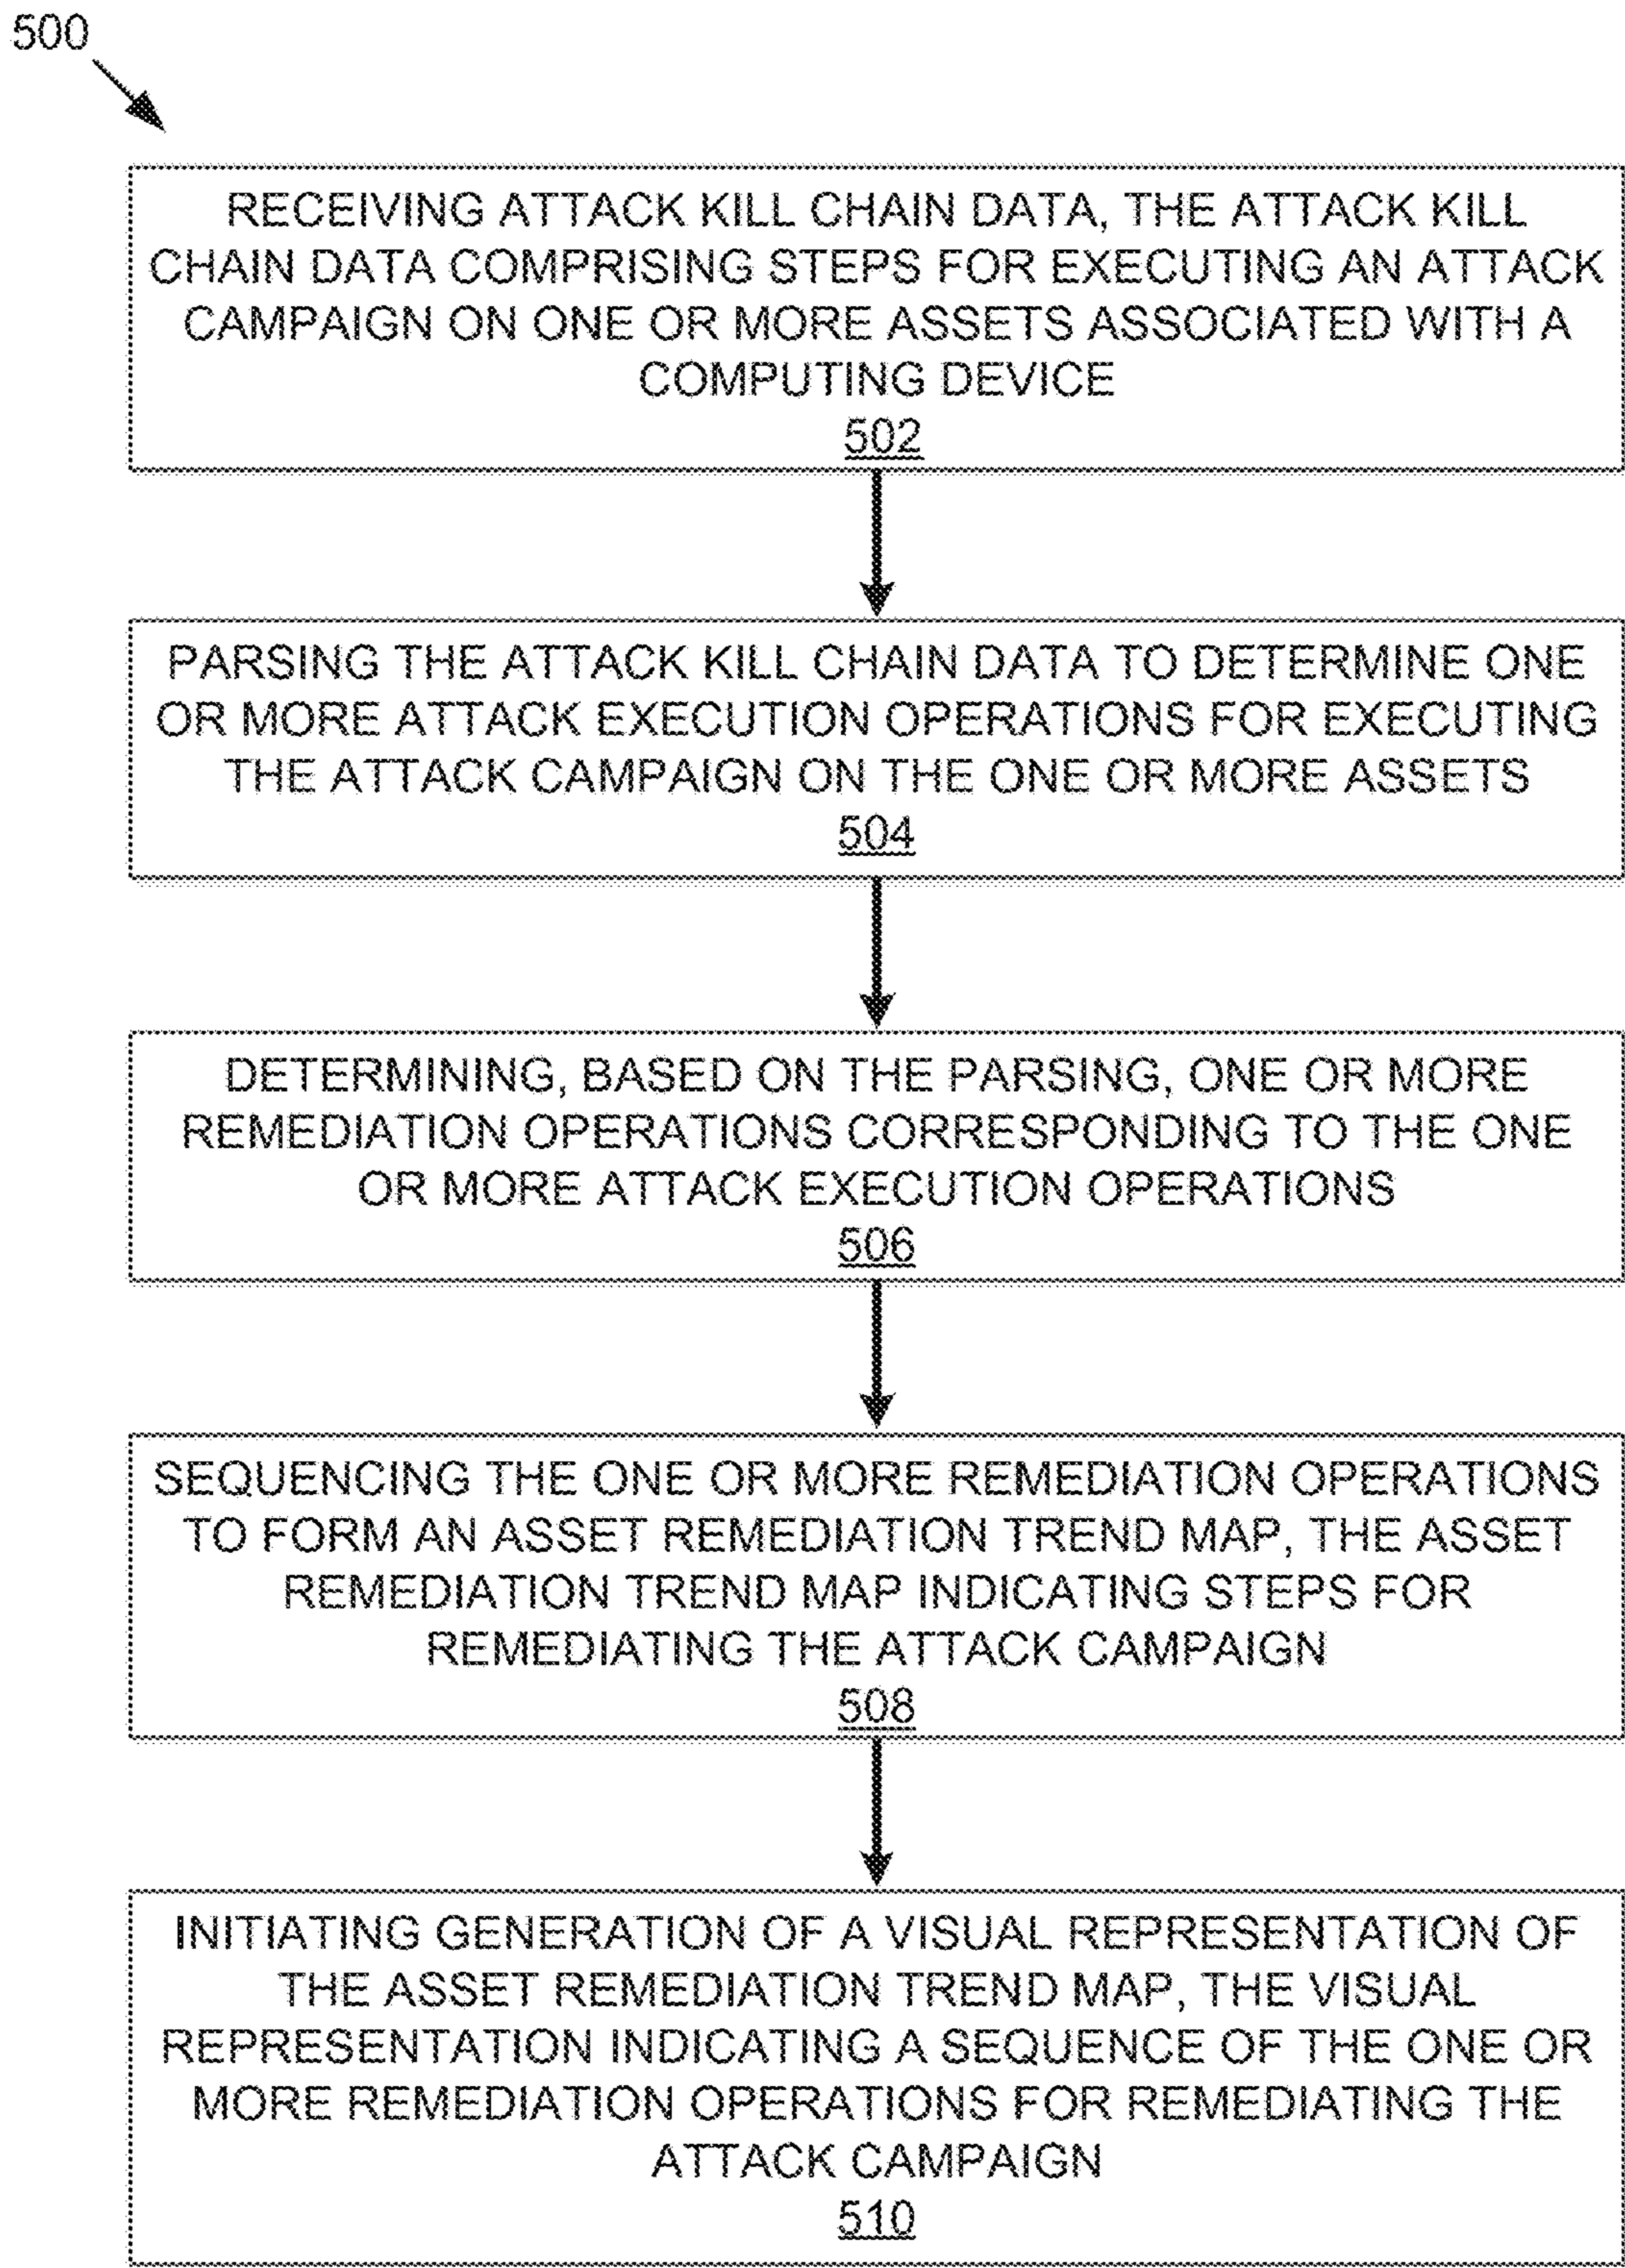 500
RECEIVING ATTACK KILL CHAIN DATA, THE ATTACK KILL
CHAIN DATA COMPRISING STEPS FOR EXECUTING AN ATTACK
CAMPAIGN ON ONE OR MORE ASSETS ASSOCIATED WITH A
COMPUTING DEVICE
502
PARSING THE ATTACK KILL CHAIN DATA TO DETERMINE ONE
OR MORE ATTACK EXECUTION OPERATIONS FOR EXECUTING
THE ATTACK CAMPAIGN ON THE ONE OR MORE ASSETS
504
DETERMINING, BASED ON THE PARSING, ONE OR MORE
REMEDIATION OPERATIONS CORRESPONDING TO THE ONE
OR MORE ATTACK EXECUTION OPERATIONS
506
SEQUENCING THE ONE OR MORE REMEDIATION OPERATIONS
TO FORM AN ASSET REMEDIATION TREND MAP, THE ASSET
REMEDIATION TREND MAP INDICATING STEPS FOR
REMEDIATING THE ATTACK CAMPAIGN
508
INITIATING GENERATION OF A VISUAL REPRESENTATION OF
THE ASSET REMEDIATION TREND MAP, THE VISUAL
REPRESENTATION INDICATING A SEQUENCE OF THE ONE OR
MORE REMEDIATION OPERATIONS FOR REMEDIATING THE
ATTACK CAMPAIGN
510